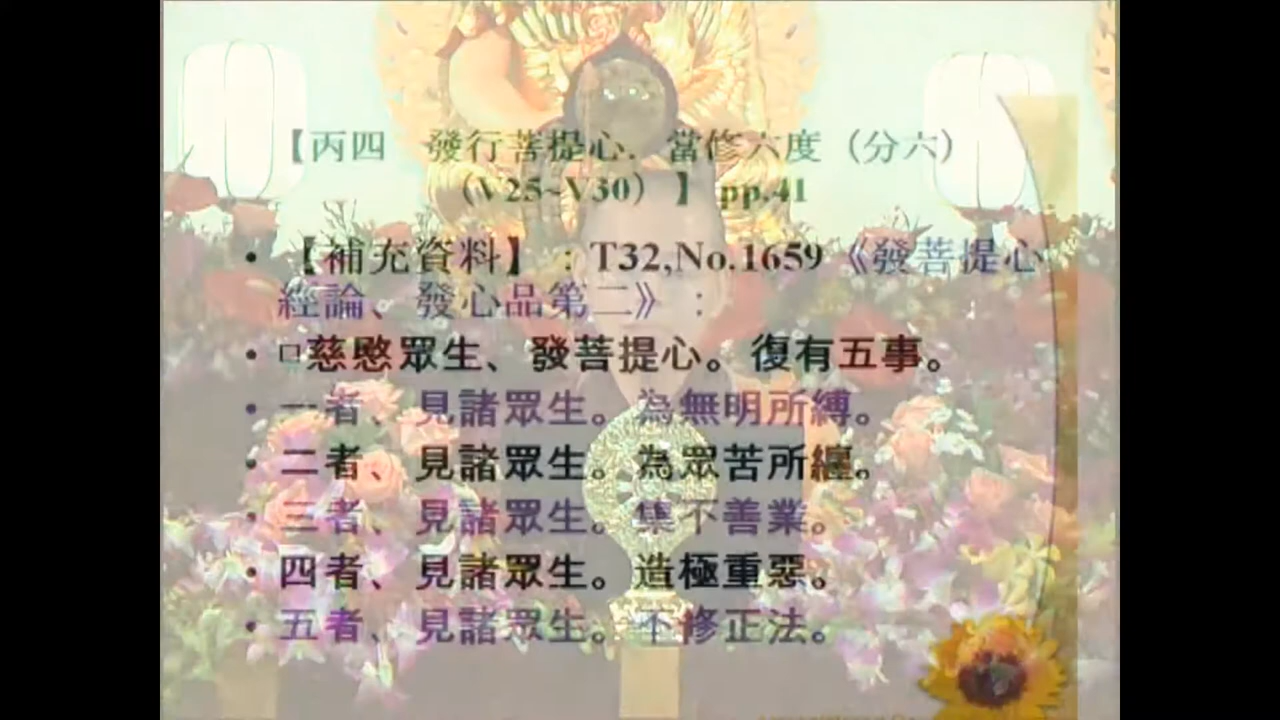 【丙四 發行菩提心．當修六度（分六）
（V25~V30）】pp.41
• 【補充資料】：T32,No.1659《發菩提心
經論、發心品第二》：
• □慈愍眾生、發菩提心。復有五事。
• 一者、見諸眾生。為無明所縛。
• 二者、見諸眾生。為眾苦所纏。
• 三者、見諸眾生。集不善業。
• 四者、見諸眾生。造極重惡。
• 五者、見諸眾生。不修正法。